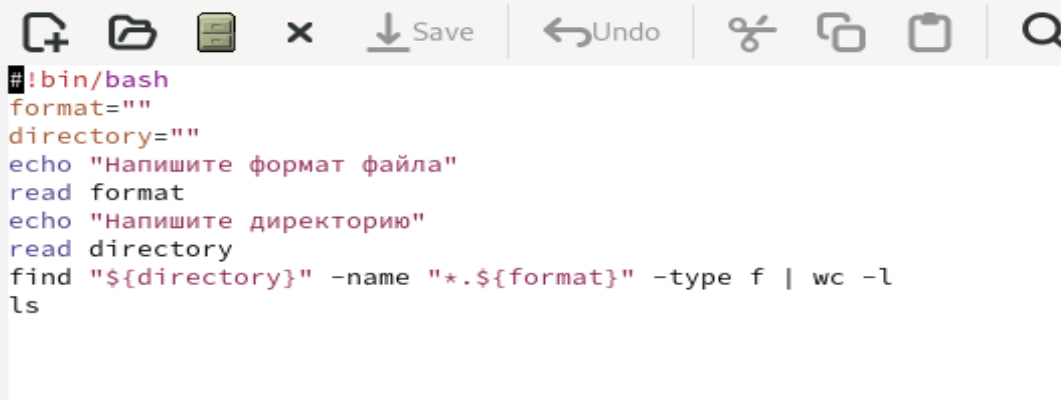 Save Undo
#!bin/bash
format=""
directory=""
echo "Напишите формат файла"
read format
echo "Напишите директорию"
read directory
find "${directory}" -name "*.${format}" -type f | wc -l
ls